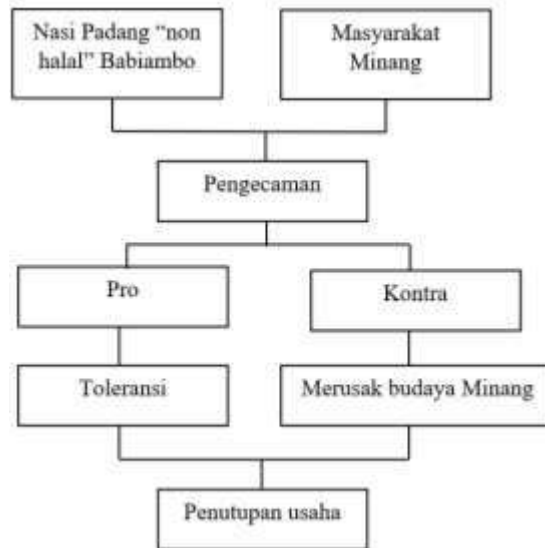 Nasi Padang “non
halal” Babiambo
Masyarakat
Minang
Pengecaman
Pro
Kontra
Toleransi
Merusak budaya Minang
Penutupan usaha